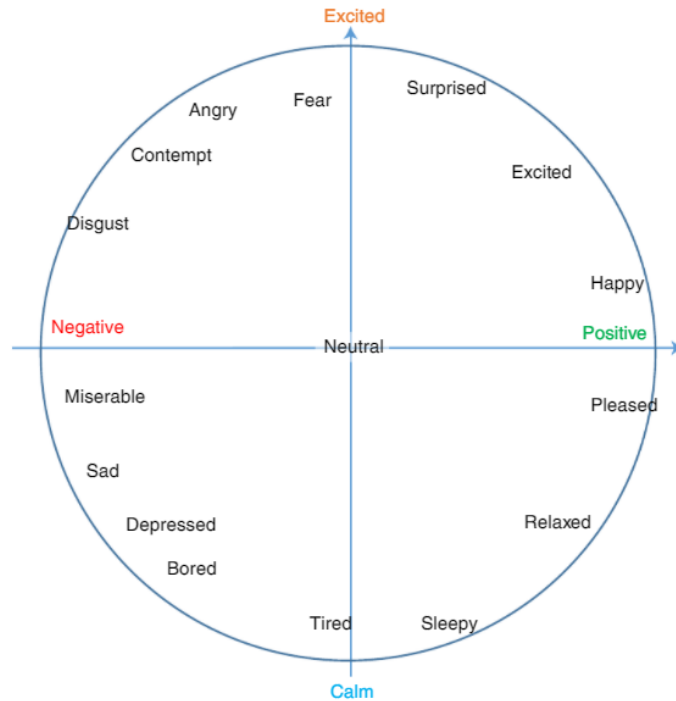 Excited
Surprised
Fear
Angry
Contempt
Excited
Disgust
Happy
Negative
Positive
Neutral
Miserable
Pleased
Sad
Relaxed
Depressed
Bored
Tired
Sleepy
Calm